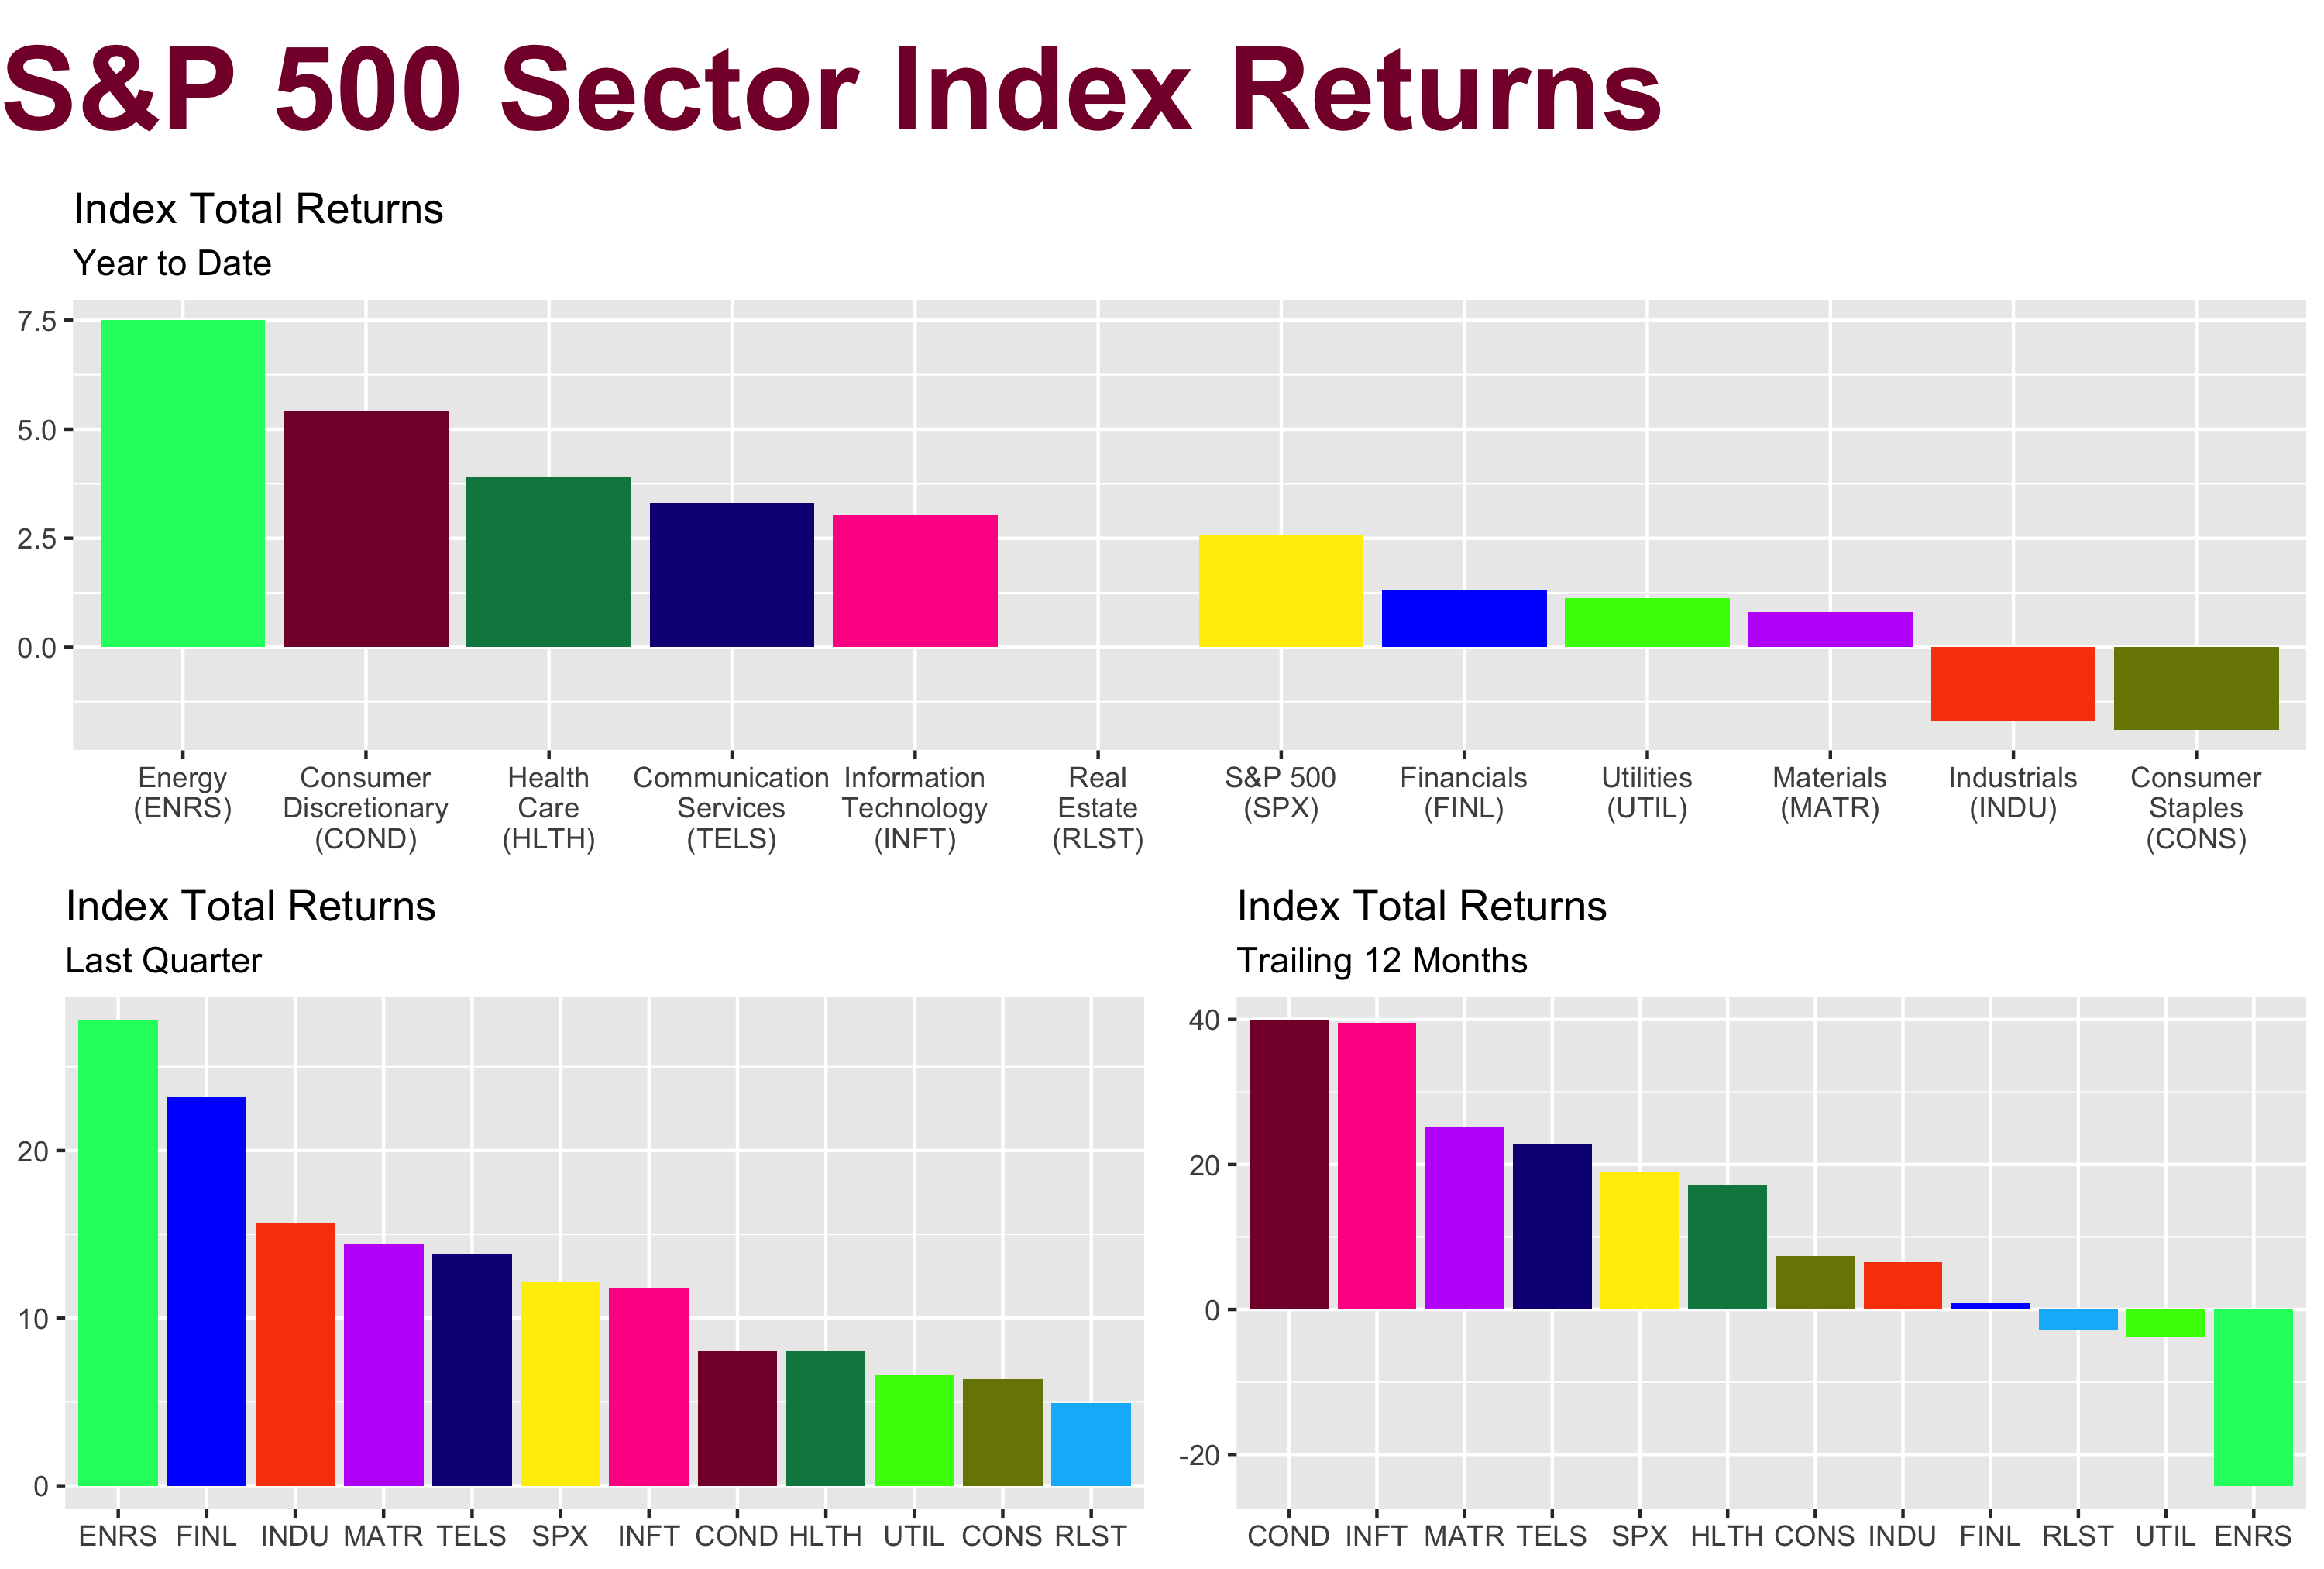 S&P 500 Sector Index Returns
Index Total Returns
Year to Date
7.5
5.0
2.5
0.0
Energy
(ENRS)
Consumer
Discretionary
(COND)
Health
Care
(HLTH)
Communication
Services
(TELS)
Information
Technology
(INFT)
Real
Estate
(RLST)
S&P 500
(SPX)
Financials
(FINL)
Utilities
(UTIL)
Materials
(MATR)
Industrials
(INDU)
Consumer
Staples
(CONS)
Index Total Returns
Last Quarter
20
10
0
ENRS FINL INDU MATR TELS SPX INFT COND HLTH UTIL CONS RLST
Index Total Returns
Trailing 12 Months
40
20
0
-20
COND INFT MATR TELS SPX HLTH CONS INDU FINL RLST UTIL ENRS